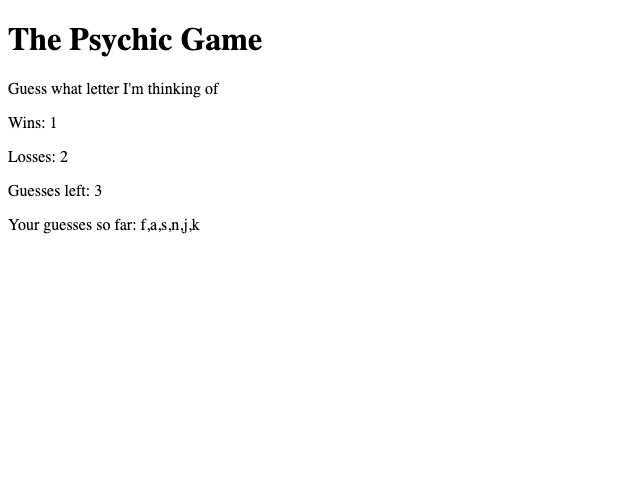 The Psychic Game
Guess what letter I'm thinking of
Wins: 1
Losses: 2
Guesses left: 3
Your guesses so far: f,a,s,n,j,k